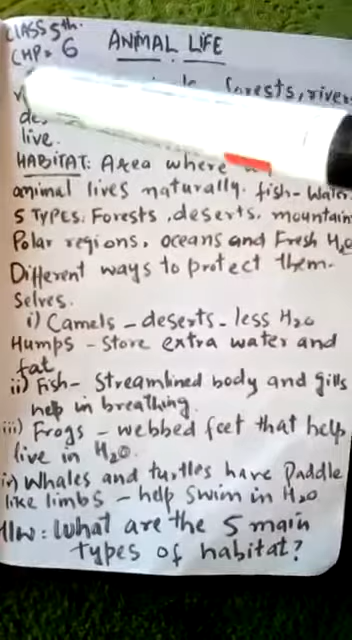 CLASS 5th.
CHP= 6 ANIMAL LIFE
forests, river
de
live.
HABITAT: Area where
animal lives naturally. fish- Water
5 TYPES: Forests, deserts, mountain
Polar regions, oceans and Fresh H2O
Different ways to protect them-
selves.
i) Camels - deserts - less H2O
Humps - Store extra water and
fat
ii) Fish- Streamlined body and gills
help in breathing.
iii) Frogs - webbed feet that help
live in H2O.
iv) Whales and turtles have Paddle
like limbs - help swim in H2O
HW: What are the 5 main
types of habitat?